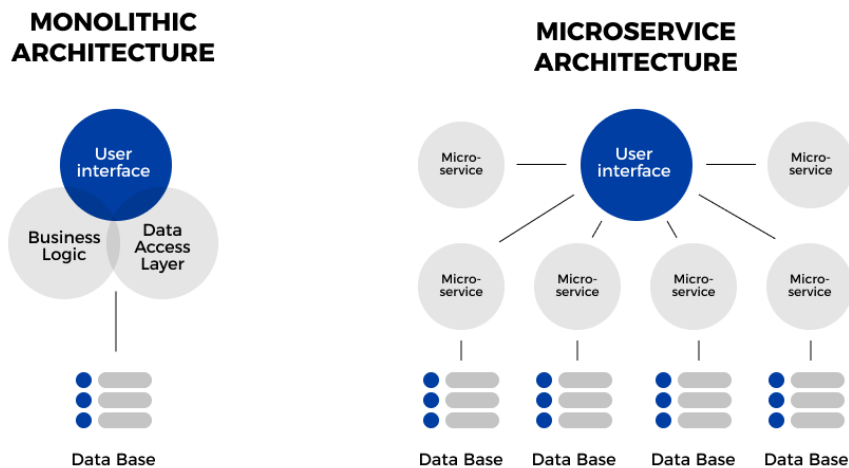 MONOLITHIC
ARCHITECTURE
User
interface
Business
Logic
Data
Access
Layer
Data Base
MICROSERVICE
ARCHITECTURE
Micro-
service
User
interface
Micro-
service
Micro-
service
Micro-
service
Micro-
service
Micro-
service
Data Base
Data Base
Data Base
Data Base